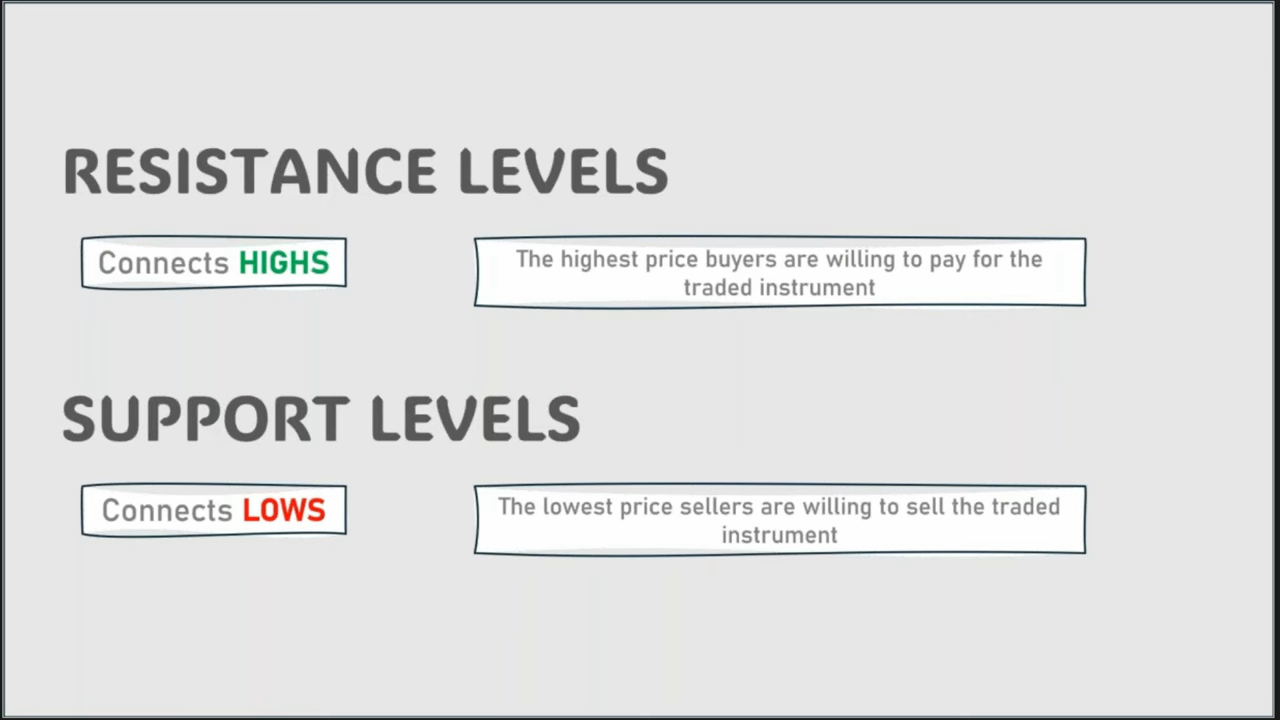 RESISTANCE LEVELS
Connects HIGHS
The highest price buyers are willing to pay for the
traded instrument
SUPPORT LEVELS
Connects LOWS
The lowest price sellers are willing to sell the traded
instrument